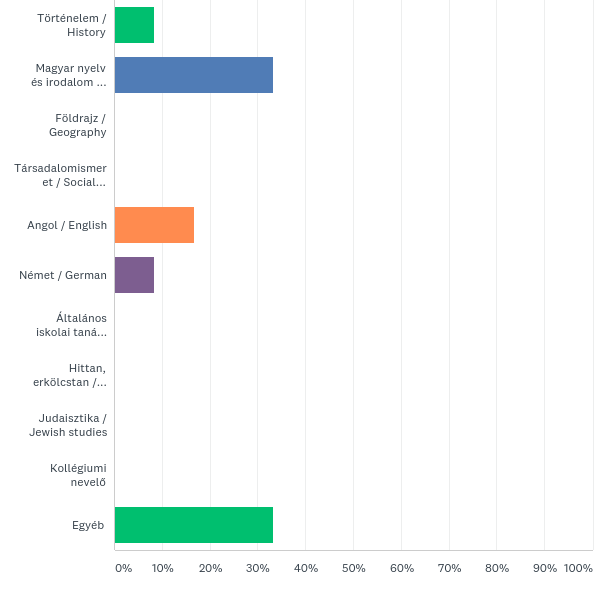 Történelem /
History
Magyar nyelv
és irodalom ...
Földrajz /
Geography
Társadalomismer
et / Social...
Angol / English
Német / German
Általános
iskolai taná...
Hittan,
erkölcstan /...
Judaisztika /
Jewish studies
Kollégiumi
nevelő
Egyéb
0% 10% 20% 30% 40% 50% 60% 70% 80% 90% 100%